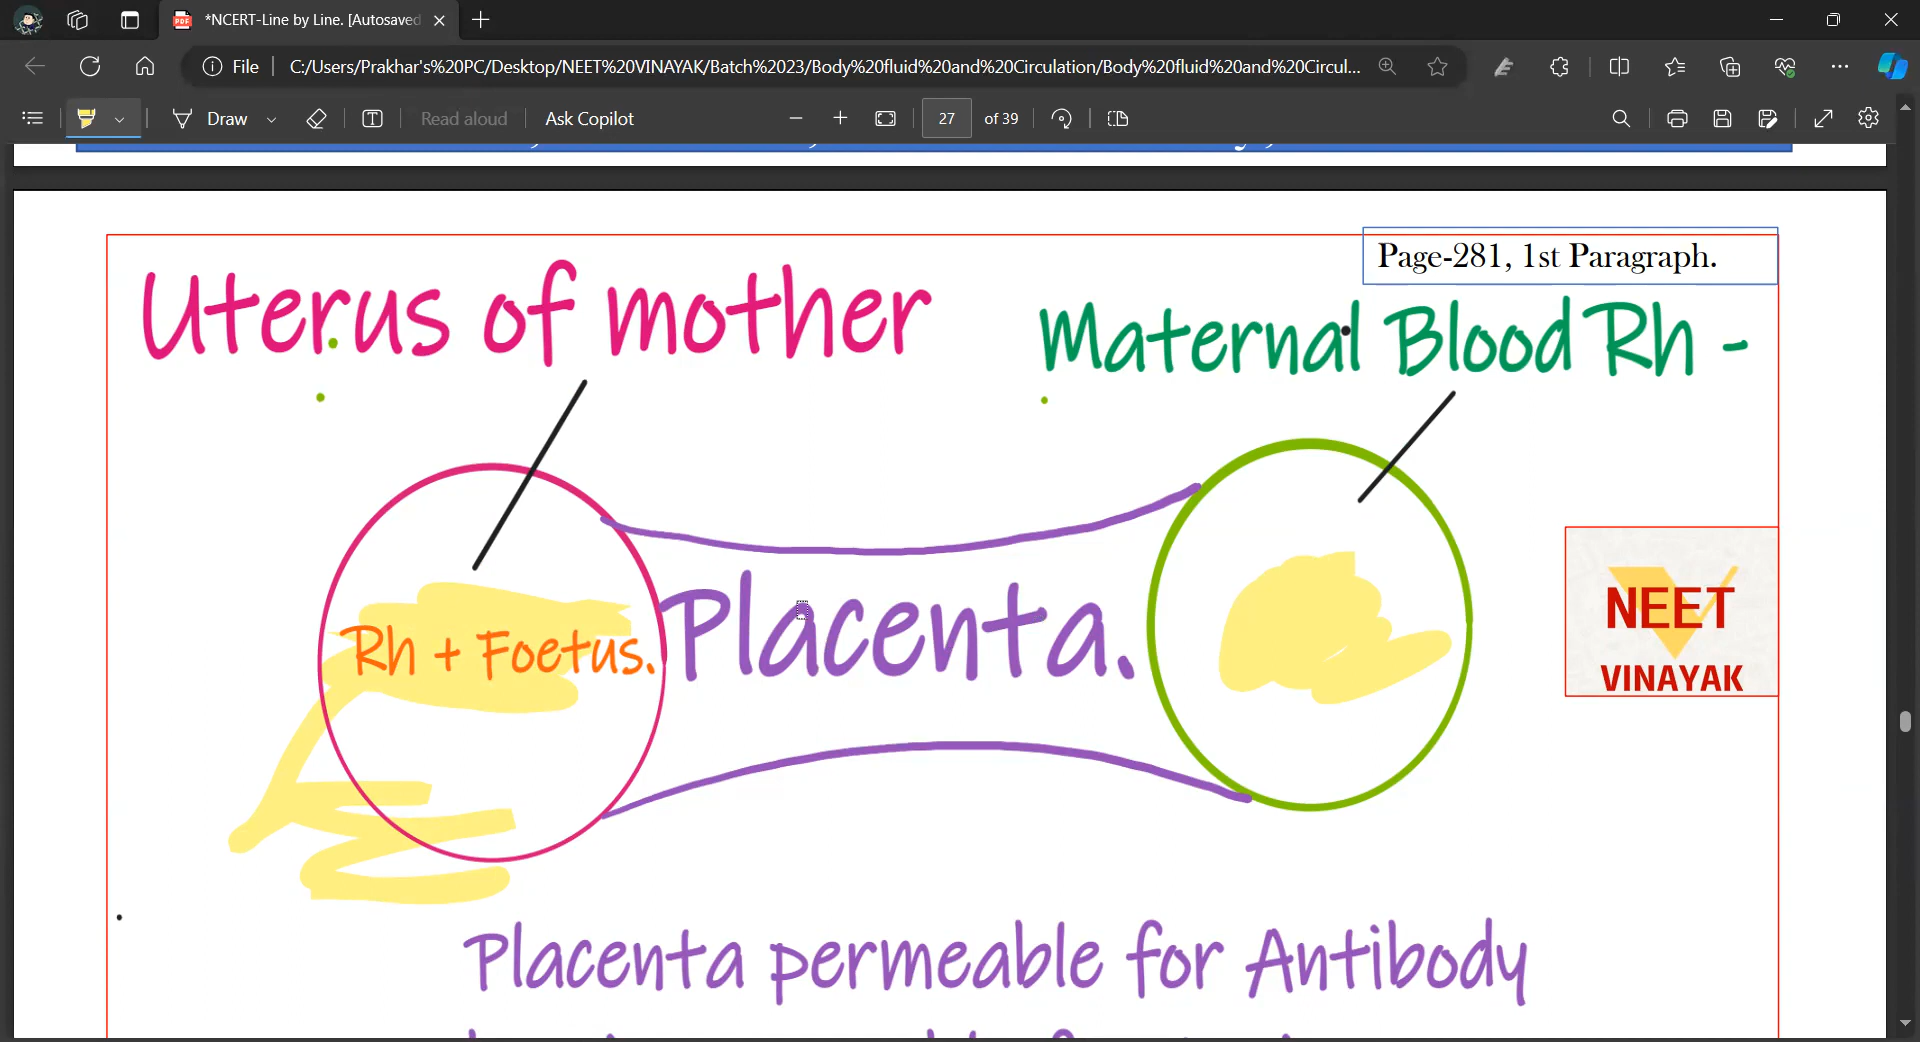 *NCERT-Line by Line. [Autosaved
File
C:/Users/Prakhar's%20PC/Desktop/NEET%20VINAYAK/Batch%2023/Body%20fluid%20and%20Circulation/Body%20fluid%20and%20Circul...
Draw
Read aloud
Ask Copilot
27 of 39
Page-281, 1st Paragraph.
Uterus of mother
Maternal Blood Rh -
Rh + Foetus.
Placenta.
NEET
VINAYAK
Placenta permeable for Antibody